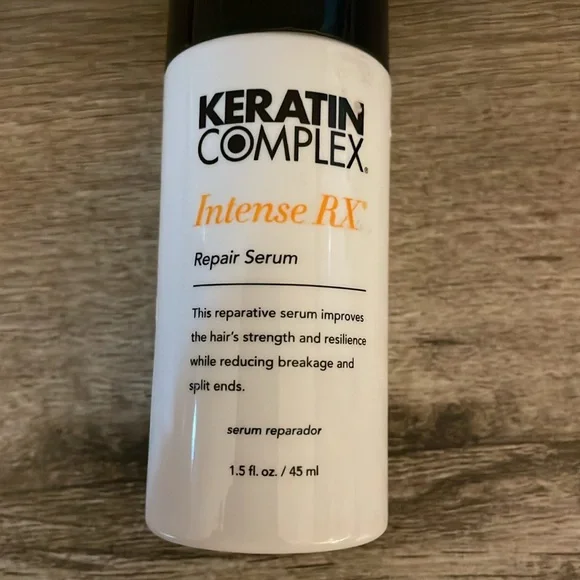 KERATIN
COMPLEX®
Intense RX®
Repair Serum
This reparative serum improves
the hair's strength and resilience
while reducing breakage and
split ends.
serum reparador
1.5 fl. oz. / 45 ml